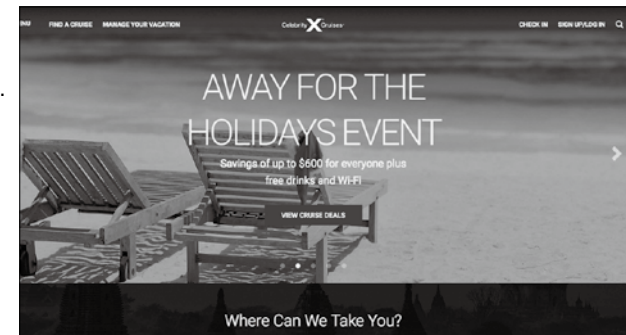 NU FIND A CRUISE MANAGE YOUR VACATION Celebrity X Cruises® CHECK IN SIGN UP/LOG IN
AWAY FOR THE
HOLIDAYS EVENT
Savings of up to $600 for everyone plus
free drinks and Wi-Fi
VIEW CRUISE DEALS
Where Can We Take You?